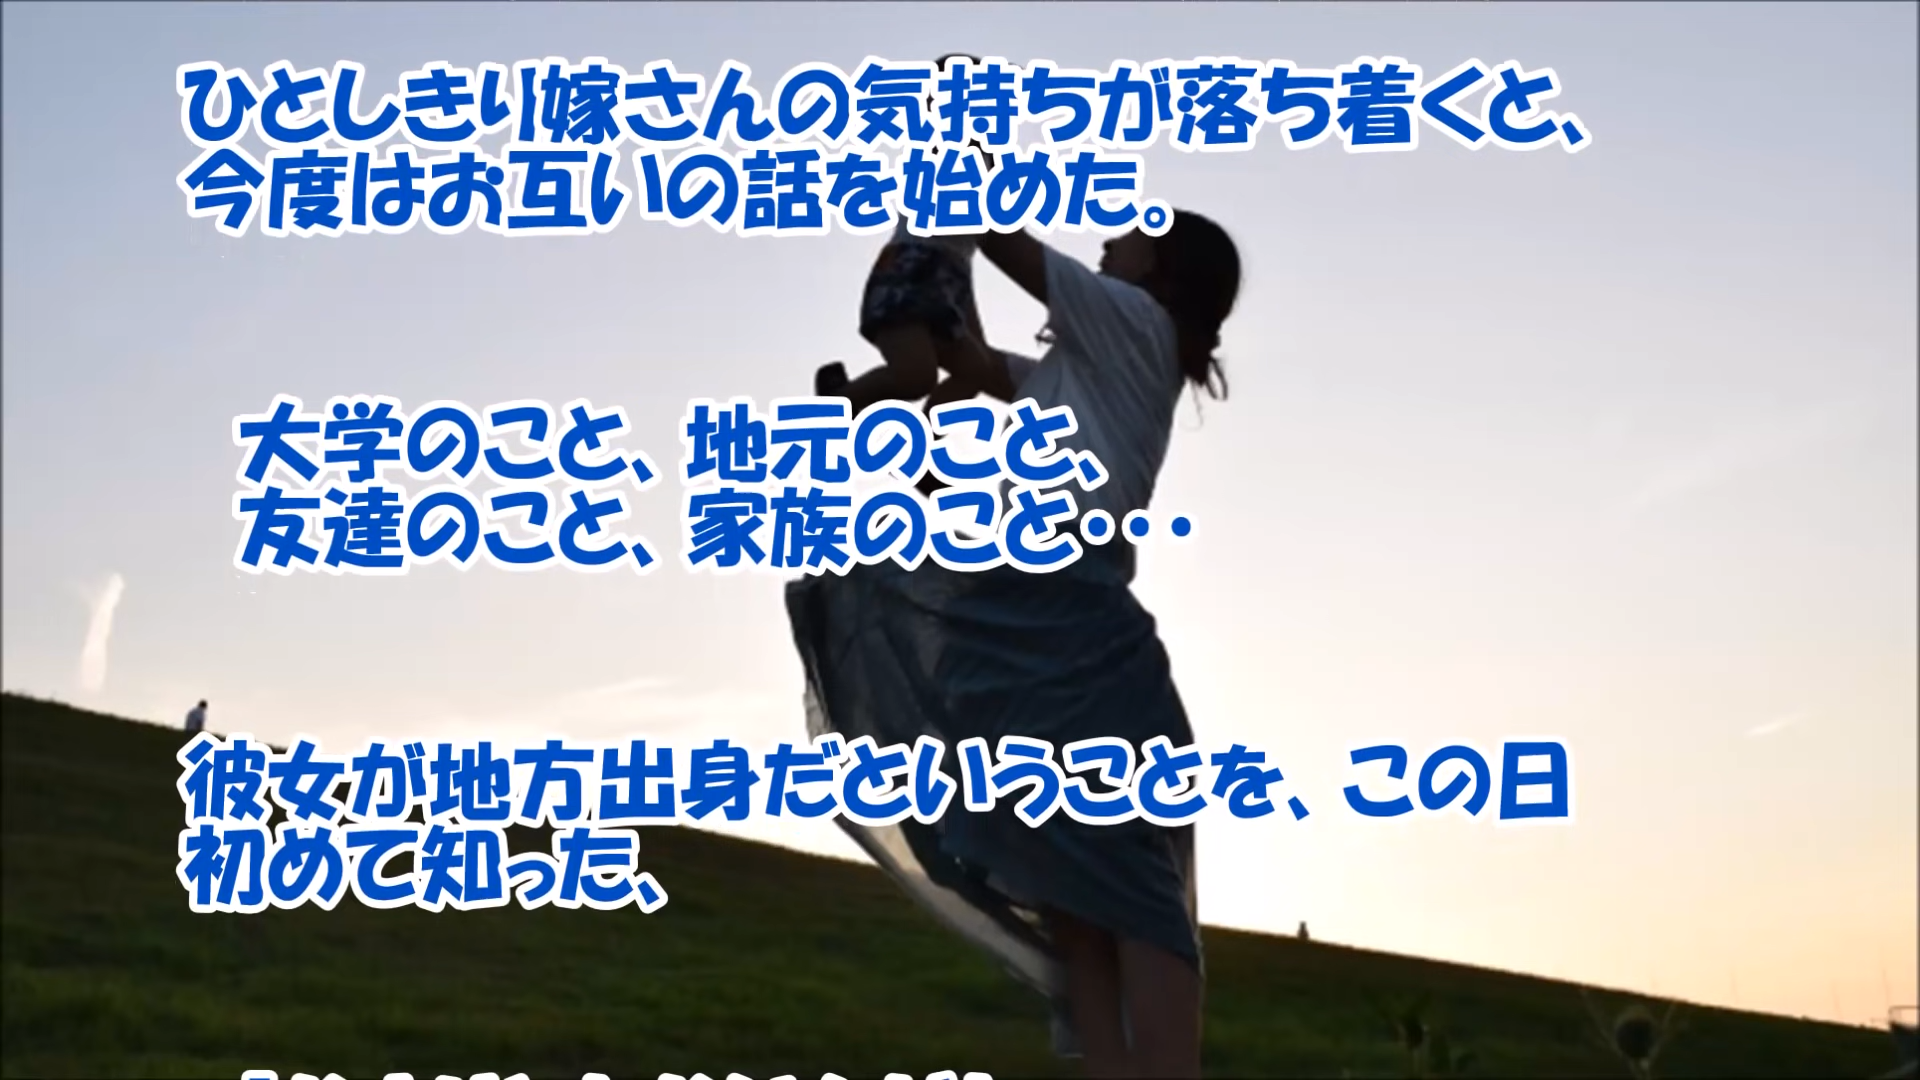 ひとしきり嫁さんの気持ちが落ち着くと、
今度はお互いの話を始めた。
大学のこと、地元のこと、
友達のこと、家族のこと・・・
彼女が地方出身だということを、この日
初めて知った、